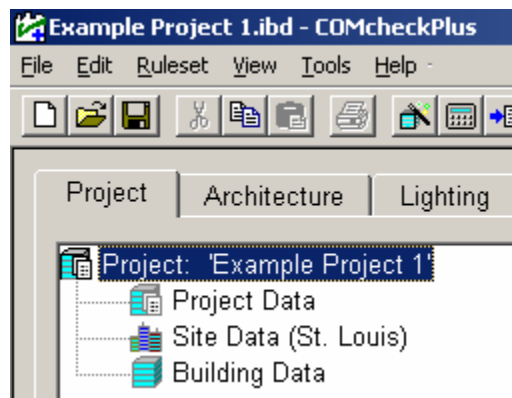 Example Project 1.ibd - COMcheckPlus
File Edit Ruleset View Tools Help
Project Architecture Lighting
Project: 'Example Project 1'
Project Data
Site Data (St. Louis)
Building Data